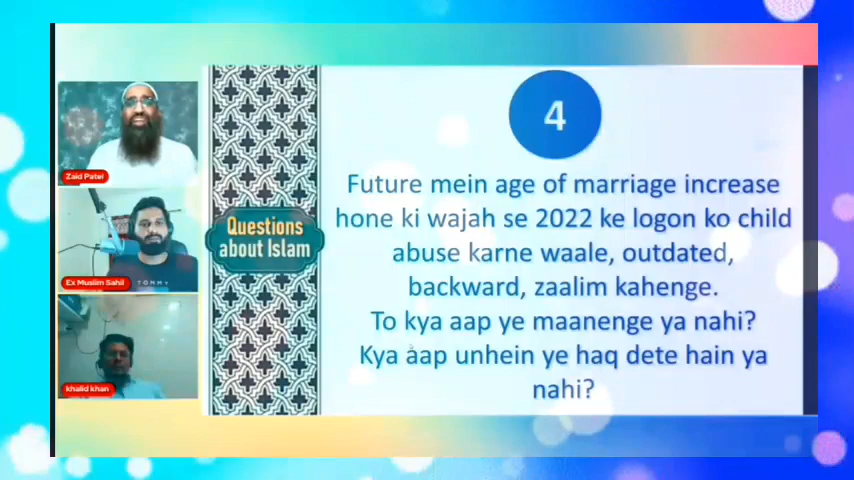 4
Future mein age of marriage increase
hone ki wajah se 2022 ke logon ko child
abuse karne waale, outdated,
backward, zaalim kahenge.
To kya aap ye maanenge ya nahi?
Kya aap unhein ye haq dete hain ya
nahi?
Questions
about Islam
Zaid Patel
Ex Muslim Sahil
TOMMY
khalid khan